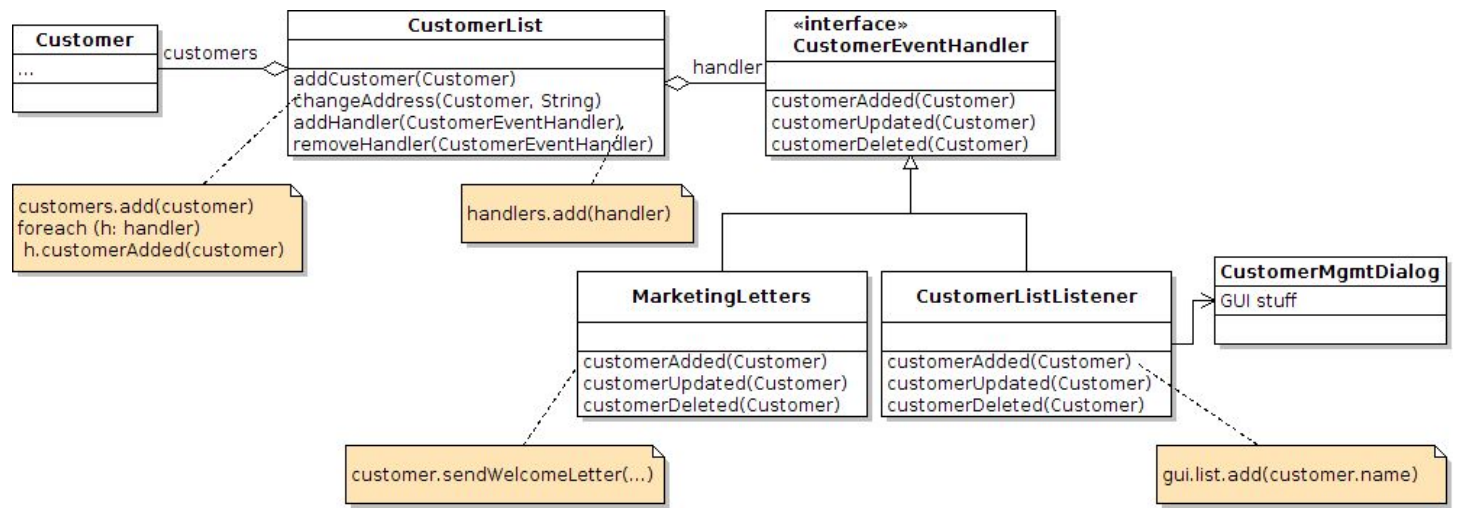 Customer
...
customers
CustomerList
addCustomer(Customer)
changeAddress(Customer, String)
addHandler(CustomerEventHandler)
removeHandler(CustomerEventHandler)
handler
«interface»
CustomerEventHandler
customerAdded(Customer)
customerUpdated(Customer)
customerDeleted(Customer)
customers.add(customer)
foreach (h: handler)
h.customerAdded(customer)
handlers.add(handler)
MarketingLetters
customerAdded(Customer)
customerUpdated(Customer)
customerDeleted(Customer)
CustomerListListener
customerAdded(Customer)
customerUpdated(Customer)
customerDeleted(Customer)
CustomerMgmtDialog
GUI stuff
customer.sendWelcomeLetter(...)
gui.list.add(customer.name)